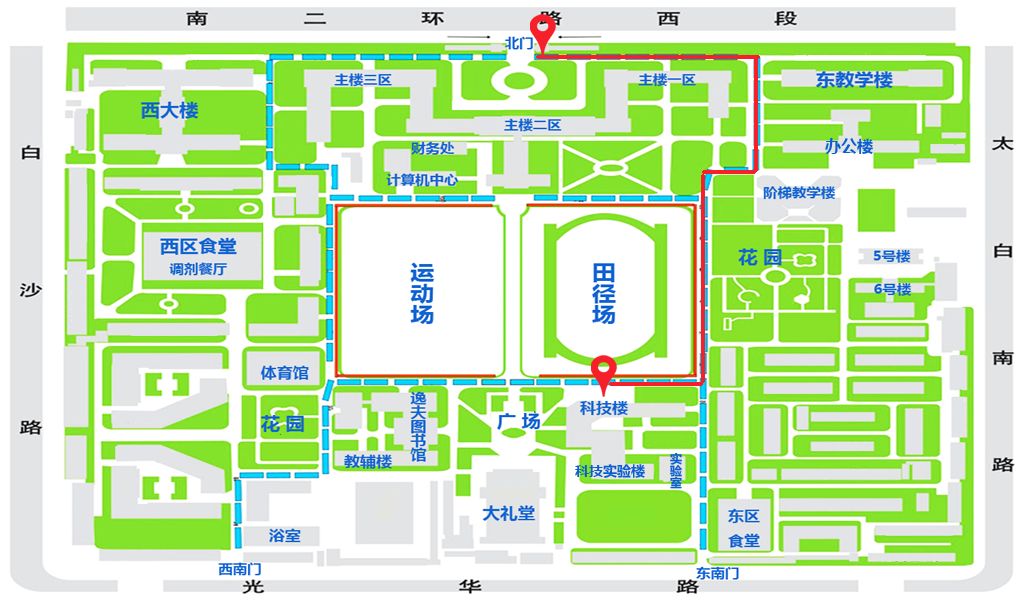 南二环路西段
北门
主楼三区
主楼一区
东教学楼
西大楼
主楼二区
办公楼
财务处
计算机中心
阶梯教学楼
白沙路
太白南路
西区食堂
调剂餐厅
运动场
田径场
花园
5号楼
6号楼
体育馆
花园
逸夫图书馆
教辅楼
广场
科技楼
科技实验楼
实验室
大礼堂
浴室
东区
食堂
西南门
东南门
光华路